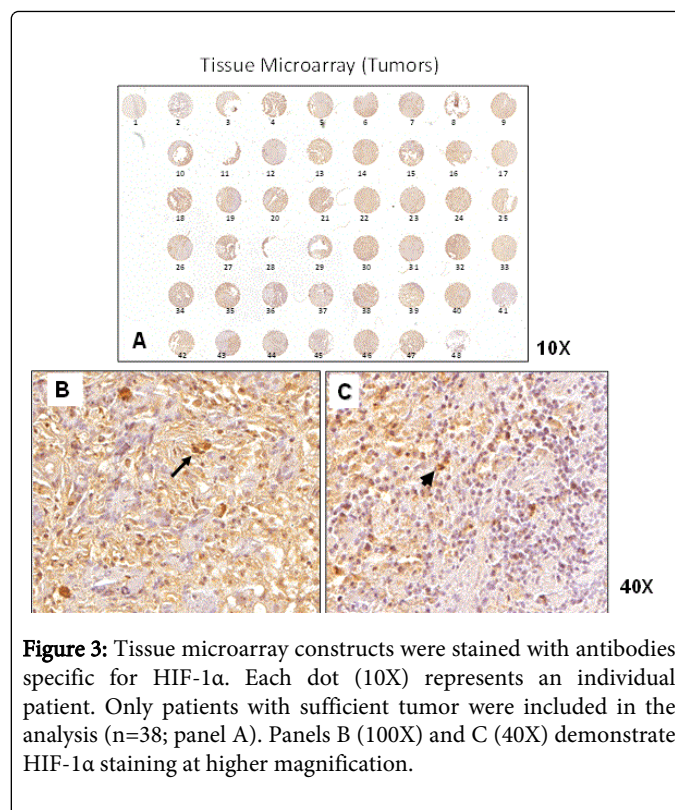 Tissue Microarray (Tumors)
1 2 3 4 5 6 7 8 9
10 11 12 13 14 15 16 17
18 19 20 21 22 23 24 25
26 27 28 29 30 31 32 33
34 35 36 37 38 39 40 41
A 42 43 44 45 46 47 48
10X
B
C
40X
Figure 3: Tissue microarray constructs were stained with antibodies
specific for HIF-1α. Each dot (10X) represents an individual
patient. Only patients with sufficient tumor were included in the
analysis (n=38; panel A). Panels B (100X) and C (40X) demonstrate
HIF-1α staining at higher magnification.